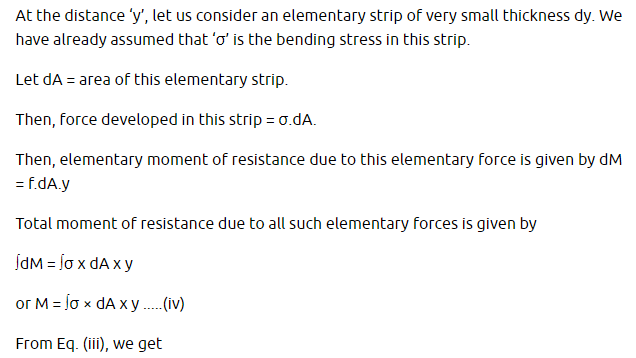 At the distance ‘y’, let us consider an elementary strip of very small thickness dy. We
have already assumed that ‘σ’ is the bending stress in this strip.
Let dA = area of this elementary strip.
Then, force developed in this strip = σ.dA.
Then, elementary moment of resistance due to this elementary force is given by dM
= f.dA.y
Total moment of resistance due to all such elementary forces is given by
∫dM = ∫σ x dA x y
or M = ∫σ × dA x y .....(iv)
From Eq. (iii), we get